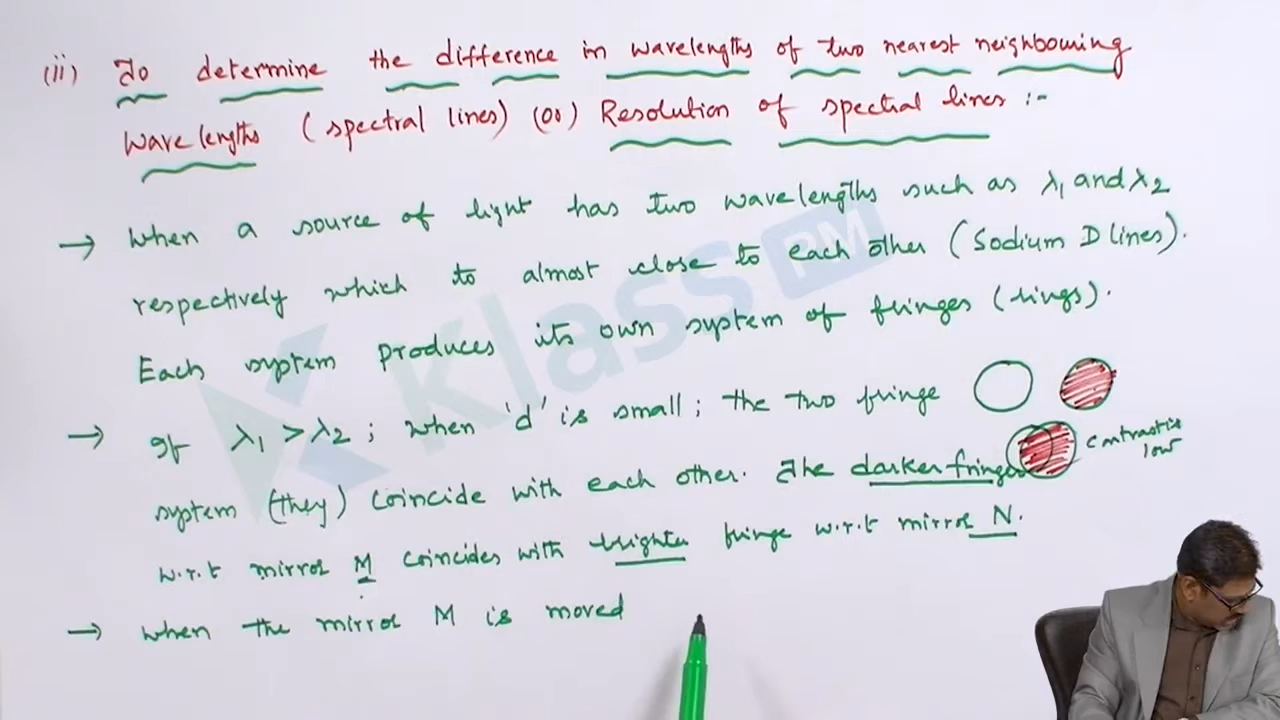 (ii) To determine the difference in wavelengths of two nearest neighbouring
Wavelengths (spectral lines) (or) Resolution of spectral lines :-
→ When a source of light has two wavelengths such as λ1 and λ2
respectively which to almost close to each other (Sodium D lines).
Each system produces its own system of fringes (rings).
→ If λ1 > λ2 ; when 'd' is small ; the two fringe
system (they) coincide with each other. The darker fringes
contrast is
low
w.r.t mirror M coincides with brighter fringe w.r.t mirror N.
→ When the mirror M is moved
Klass PM